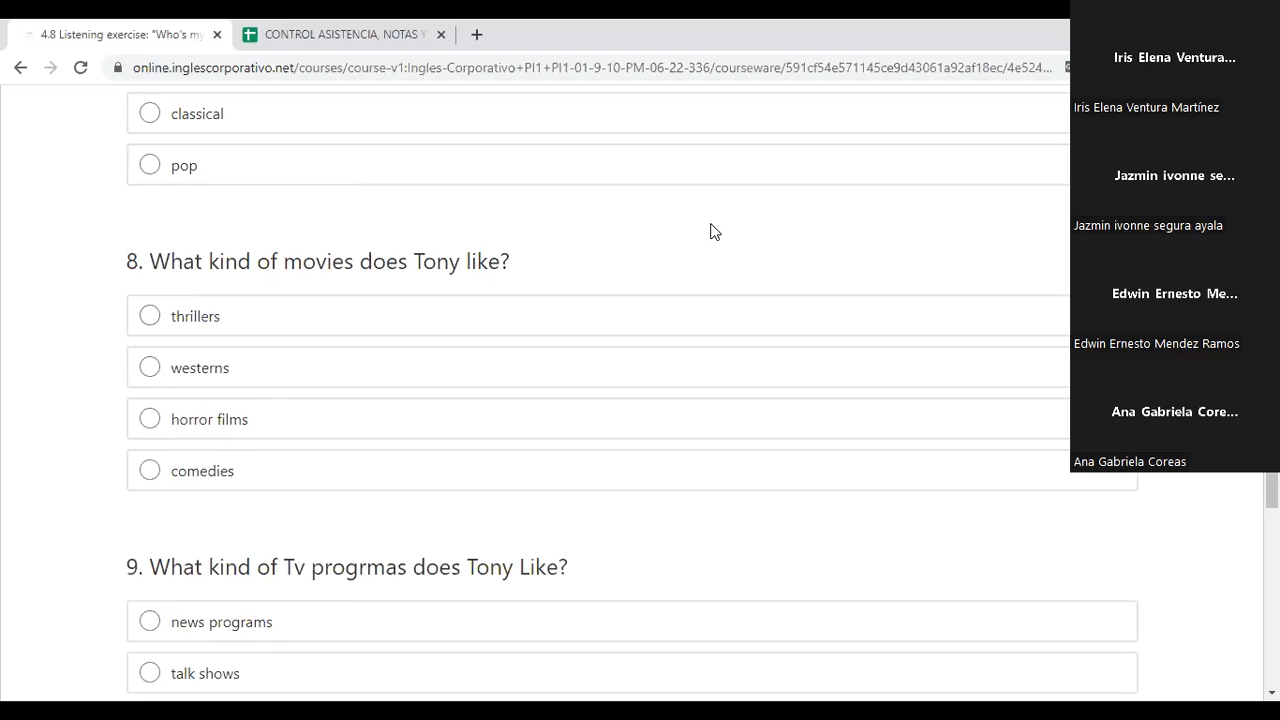 4.8 Listening exercise: "Who's my
CONTROL ASISTENCIA, NOTAS Y
online.inglescorporativo.net/courses/course-v1:Ingles-Corporativo+PI1+PI1-01-9-10-PM-06-22-336/courseware/591cf54e571145ce9d43061a92af18ec/4e524...
classical
pop
8. What kind of movies does Tony like?
thrillers
westerns
horror films
comedies
9. What kind of Tv progrmas does Tony Like?
news programs
talk shows
Iris Elena Ventura...
Iris Elena Ventura Martínez
Jazmin ivonne se...
Jazmin ivonne segura ayala
Edwin Ernesto Me...
Edwin Ernesto Mendez Ramos
Ana Gabriela Core...
Ana Gabriela Coreas